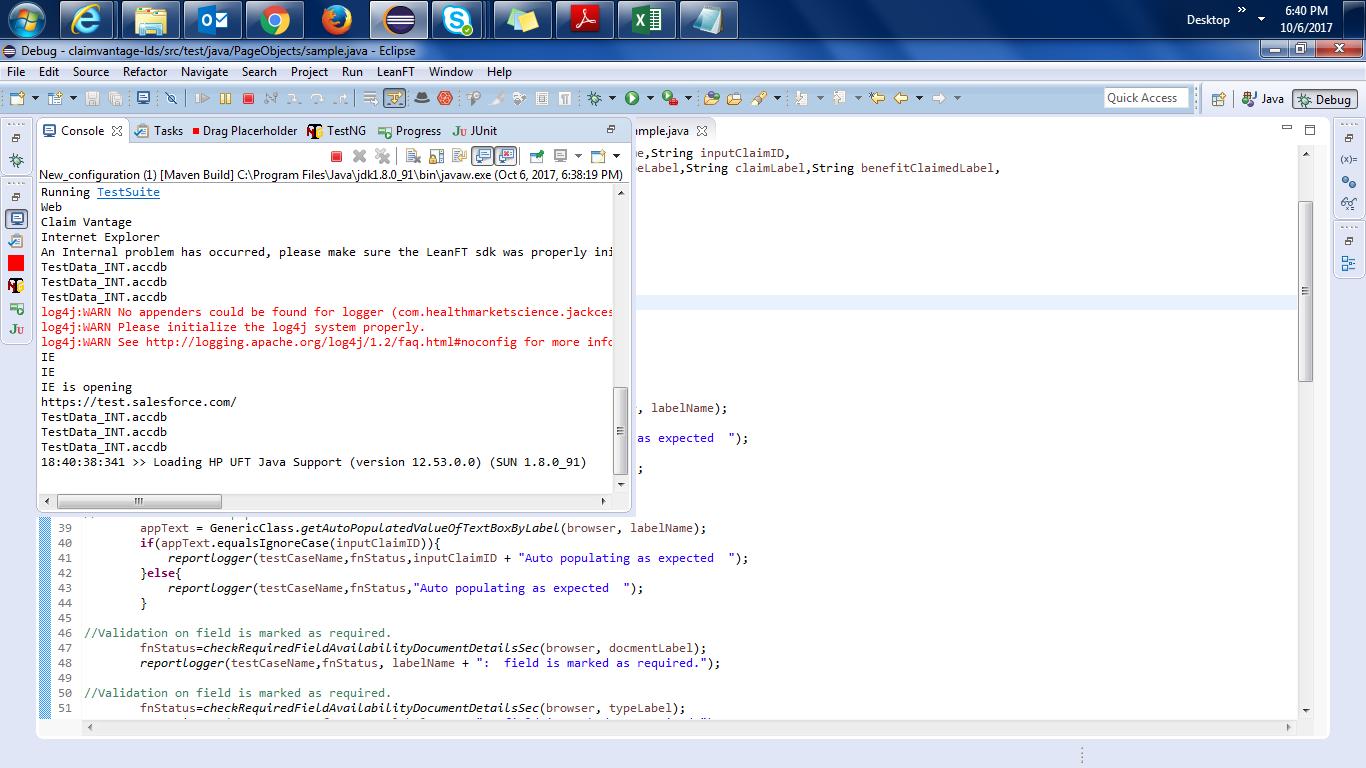 Desktop
»
6:40 PM
10/6/2017
Debug - claimvantage-lds/src/test/java/PageObjects/sample.java - Eclipse
File Edit Source Refactor Navigate Search Project Run LeanFT Window Help
Quick Access
Java
Debug
Console Tasks Drag Placerholder TestNG Progress JUnit
mple.java
New_configuration (1) [Maven Build] C:\Program Files\Java\jdk1.8.0_91\bin\javaw.exe (Oct 6, 2017, 6:38:19 PM)
Running TestSuite
Web
Claim Vantage
Internet Explorer
An Internal problem has occurred, please make sure the LeanFT sdk was properly ini
TestData_INT.accdb
TestData_INT.accdb
TestData_INT.accdb
log4j:WARN No appenders could be found for logger (com.healthmarketscience.jackces
log4j:WARN Please initialize the log4j system properly.
log4j:WARN See http://logging.apache.org/log4j/1.2/faq.html#noconfig for more info
IE
IE
IE is opening
https://test.salesforce.com/
TestData_INT.accdb
TestData_INT.accdb
TestData_INT.accdb
18:40:38:341 >> Loading HP UFT Java Support (version 12.53.0.0) (SUN 1.8.0_91)
e,String inputClaimID,
eLabel,String claimLabel,String benefitClaimedLabel,
, labelName);
as expected  ");
;
39 appText = GenericClass.getAutoPopulatedValueOfTextBoxByLabel(browser, labelName);
40 if(appText.equalsIgnoreCase(inputClaimID)){
41 reportlogger(testCaseName,fnStatus,inputClaimID + "Auto populating as expected  ");
42 }else{
43 reportlogger(testCaseName,fnStatus,"Auto populating as expected  ");
44 }
45
46 //Validation on field is marked as required.
47 fnStatus=checkRequiredFieldAvailabilityDocumentDetailsSec(browser, docmentLabel);
48 reportlogger(testCaseName,fnStatus, labelName + ":  field is marked as required.");
49
50 //Validation on field is marked as required.
51 fnStatus=checkRequiredFieldAvailabilityDocumentDetailsSec(browser, typeLabel);